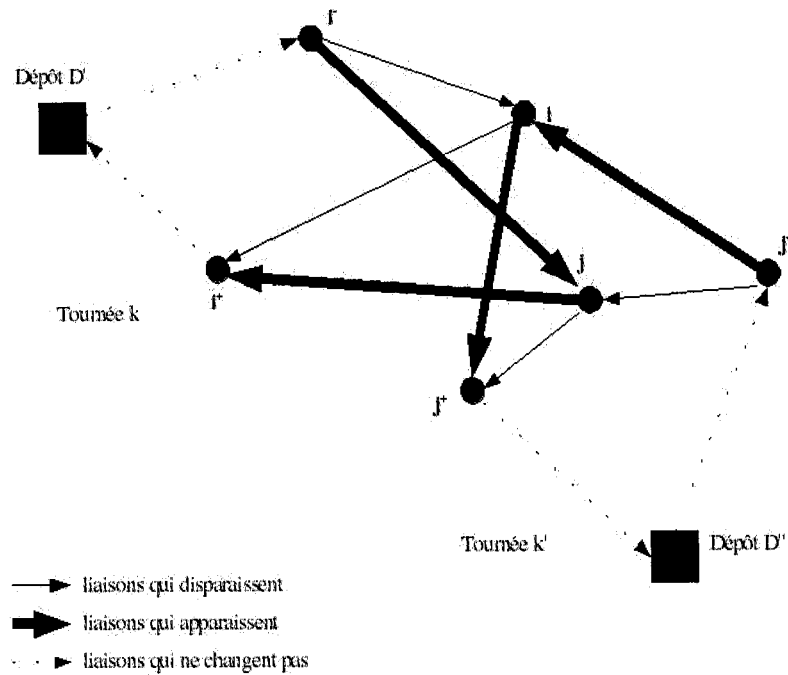 i⁻
Dépôt D'
i
j⁻
j
i⁺
Tournée k
j⁺
Tournée k'
Dépôt D''
liaisons qui disparaissent
liaisons qui apparaissent
liaisons qui ne changent pas